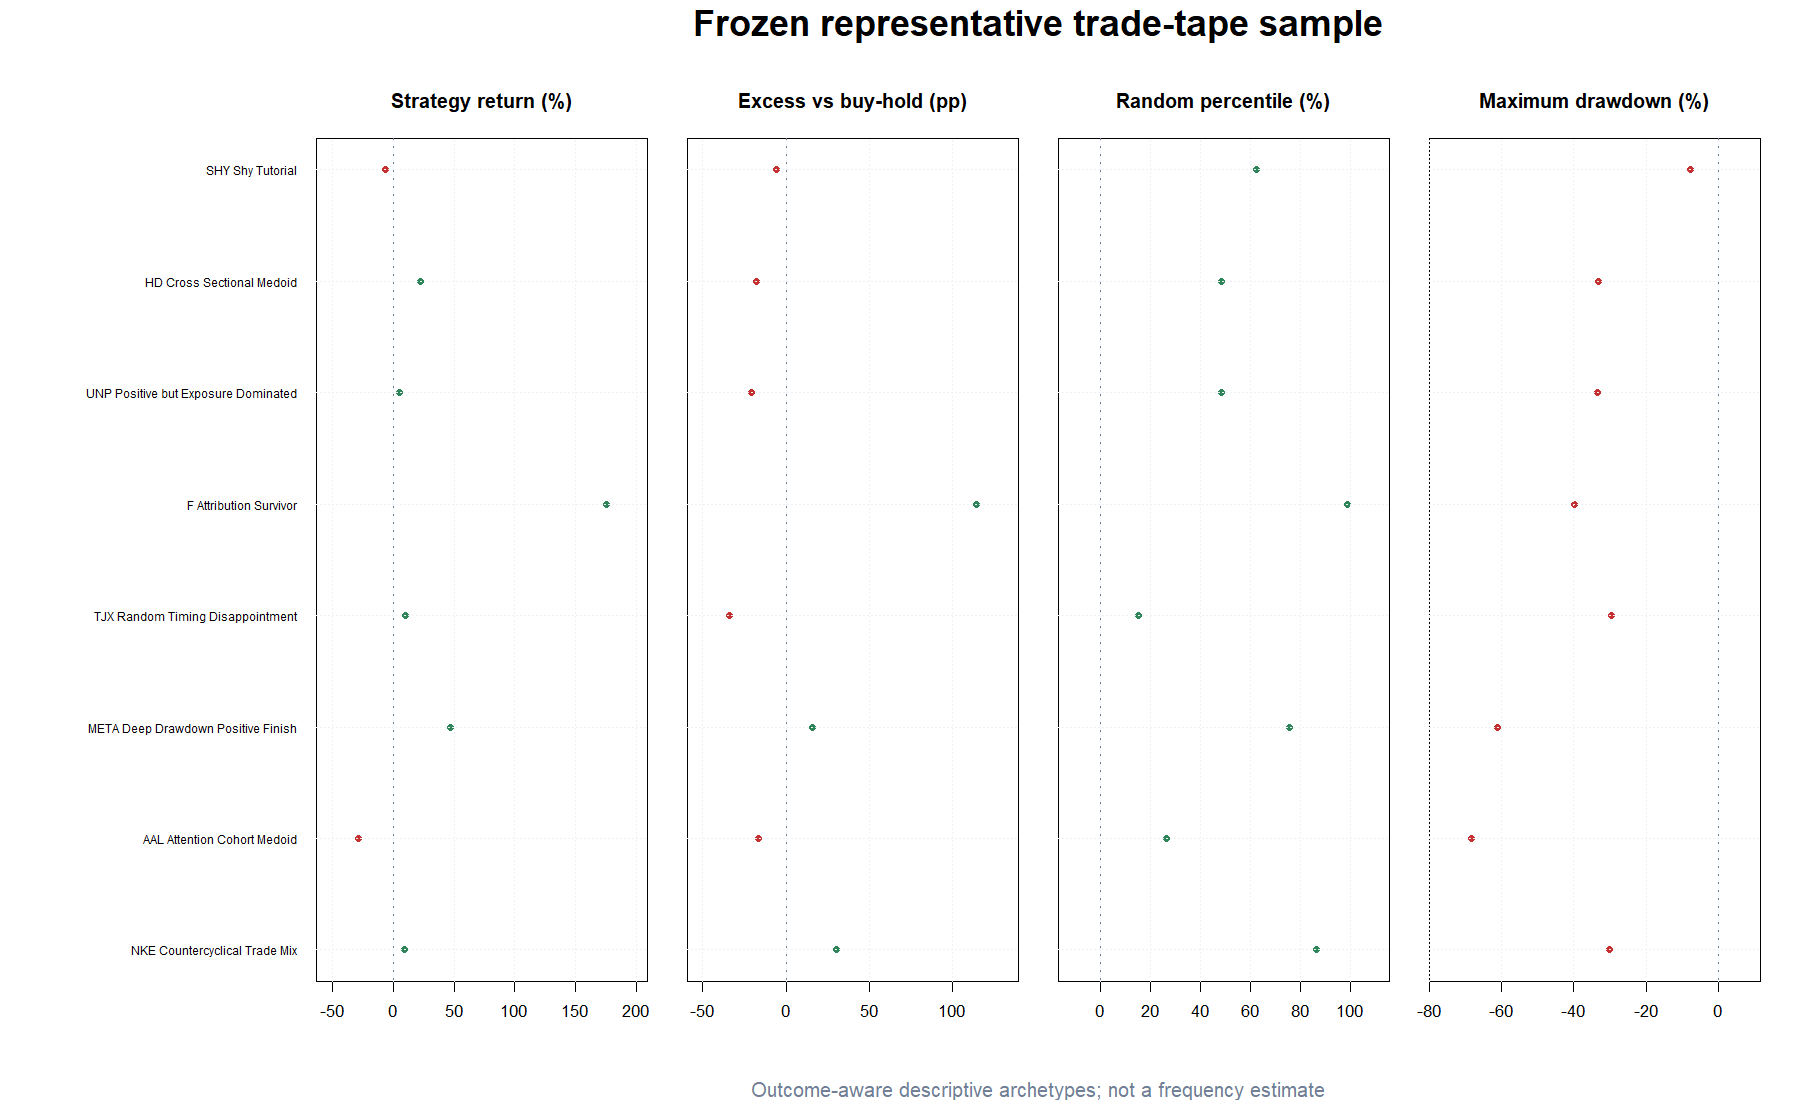 Frozen representative trade-tape sample
Strategy return (%)
Excess vs buy-hold (pp)
Random percentile (%)
Maximum drawdown (%)
SHY Shy Tutorial
HD Cross Sectional Medoid
UNP Positive but Exposure Dominated
F Attribution Survivor
TJX Random Timing Disappointment
META Deep Drawdown Positive Finish
AAL Attention Cohort Medoid
NKE Countercyclical Trade Mix
-50 0 50 100 150 200
-50 0 50 100
0 20 40 60 80 100
-80 -60 -40 -20 0
Outcome-aware descriptive archetypes; not a frequency estimate